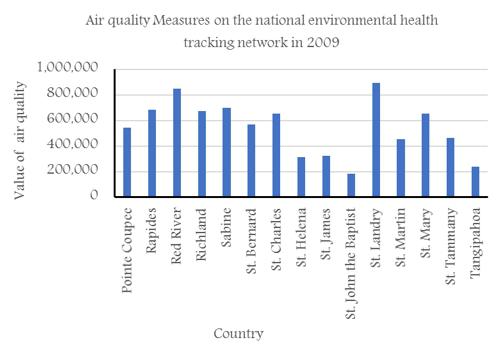 Air quality Measures on the national environmental health
tracking network in 2009
Value of air quality
1,000,000
800,000
600,000
400,000
200,000
0
Pointe Coupee
Rapides
Red River
Richland
Sabine
St. Bernard
St. Charles
St. Helena
St. James
St. John the Baptist
St. Landry
St. Martin
St. Mary
St. Tammany
Tangipahoa
Country